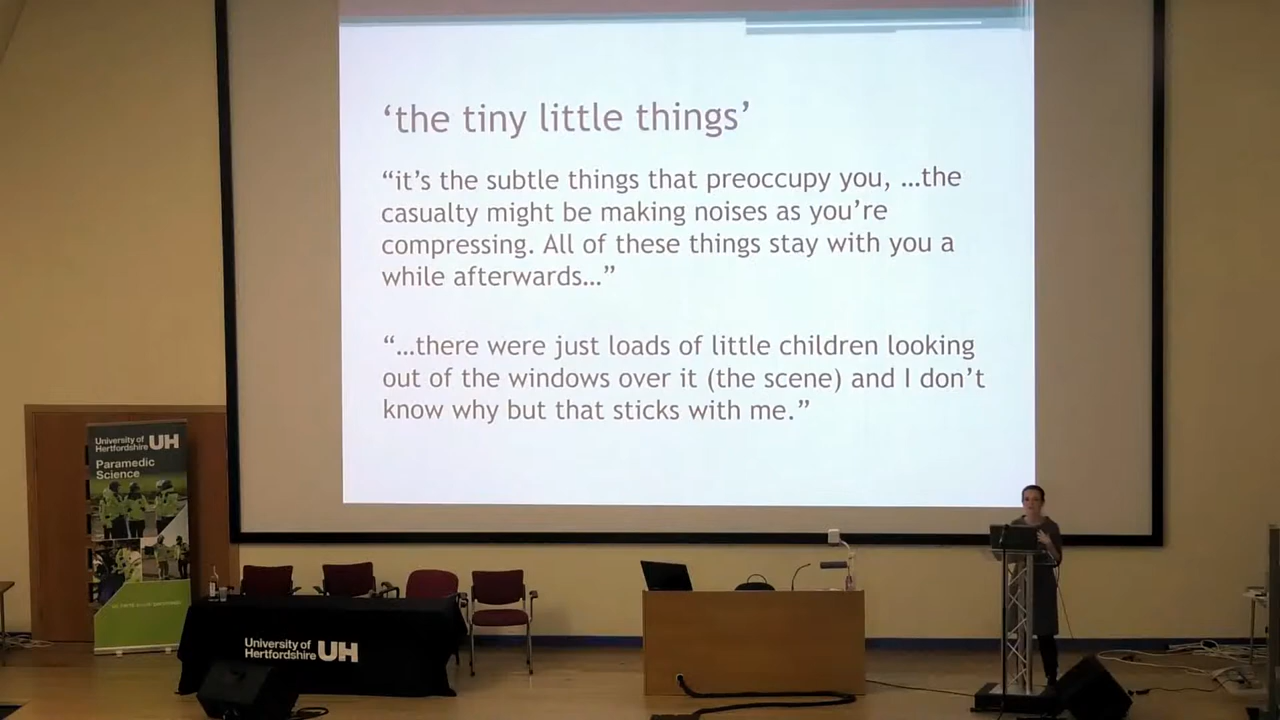 ‘the tiny little things’
“it’s the subtle things that preoccupy you, …the
casualty might be making noises as you’re
compressing. All of these things stay with you a
while afterwards…”
“…there were just loads of little children looking
out of the windows over it (the scene) and I don’t
know why but that sticks with me.”
University of
Hertfordshire UH
Paramedic
Science
University of
Hertfordshire UH